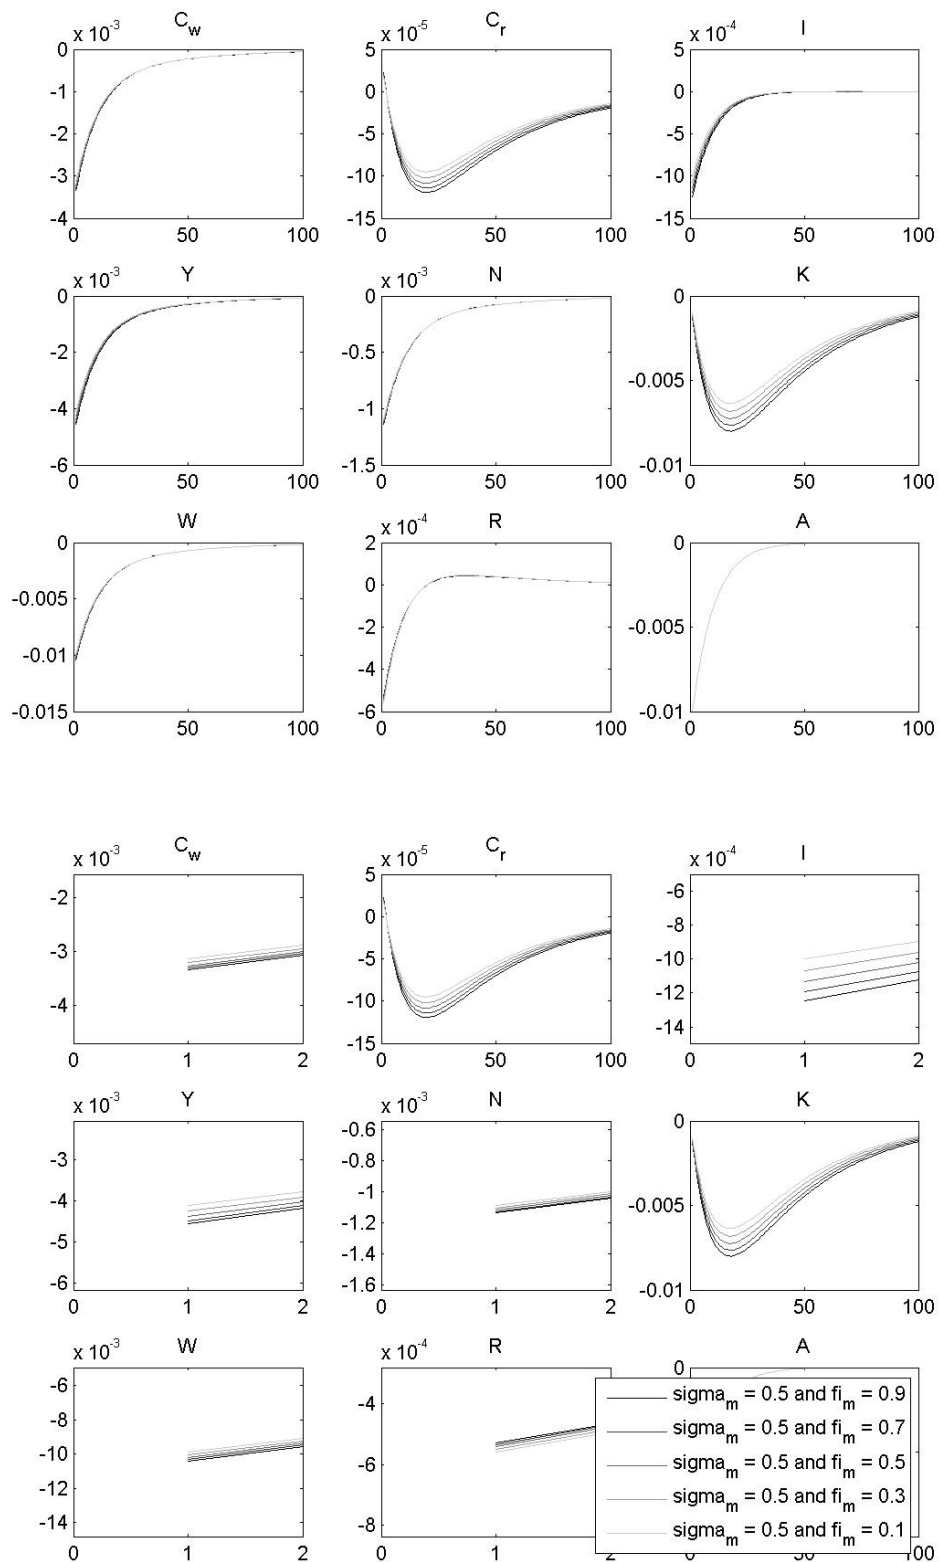 x 10^-3 C_w x 10^-5 C_r x 10^-4 I
0 5 5
-1 0 0
-2 -5 -5
-3 -10 -10
-4 -15 -15
0 50 100 0 50 100 0 50 100
x 10^-3 Y x 10^-3 N K
0 0 0
-2 -0.5 -0.005
-4 -1 -0.01
-6 -1.5
0 50 100 0 50 100 0 50 100
W x 10^-4 R A
0 2 0
-0.005 0 -0.005
-0.01 -2 -0.01
-0.015 -4
-6
0 50 100 0 50 100 0 50 100
x 10^-3 C_w x 10^-5 C_r x 10^-4 I
-2 5 -6
-3 0 -8
-4 -5 -10
-10 -12
-15 -14
0 1 2 0 50 100 0 1 2
x 10^-3 Y x 10^-3 N K
-3 -0.6 0
-4 -0.8 -0.005
-5 -1 -0.01
-6 -1.2
-1.4
-1.6
0 1 2 0 1 2 0 50 100
x 10^-3 W x 10^-4 R A
-6 -4 0
-8 -6
-10 -8
-12
-14
0 1 2 0 1
sigma_m = 0.5 and fi_m = 0.9
sigma_m = 0.5 and fi_m = 0.7
sigma_m = 0.5 and fi_m = 0.5
sigma_m = 0.5 and fi_m = 0.3
sigma_m = 0.5 and fi_m = 0.1